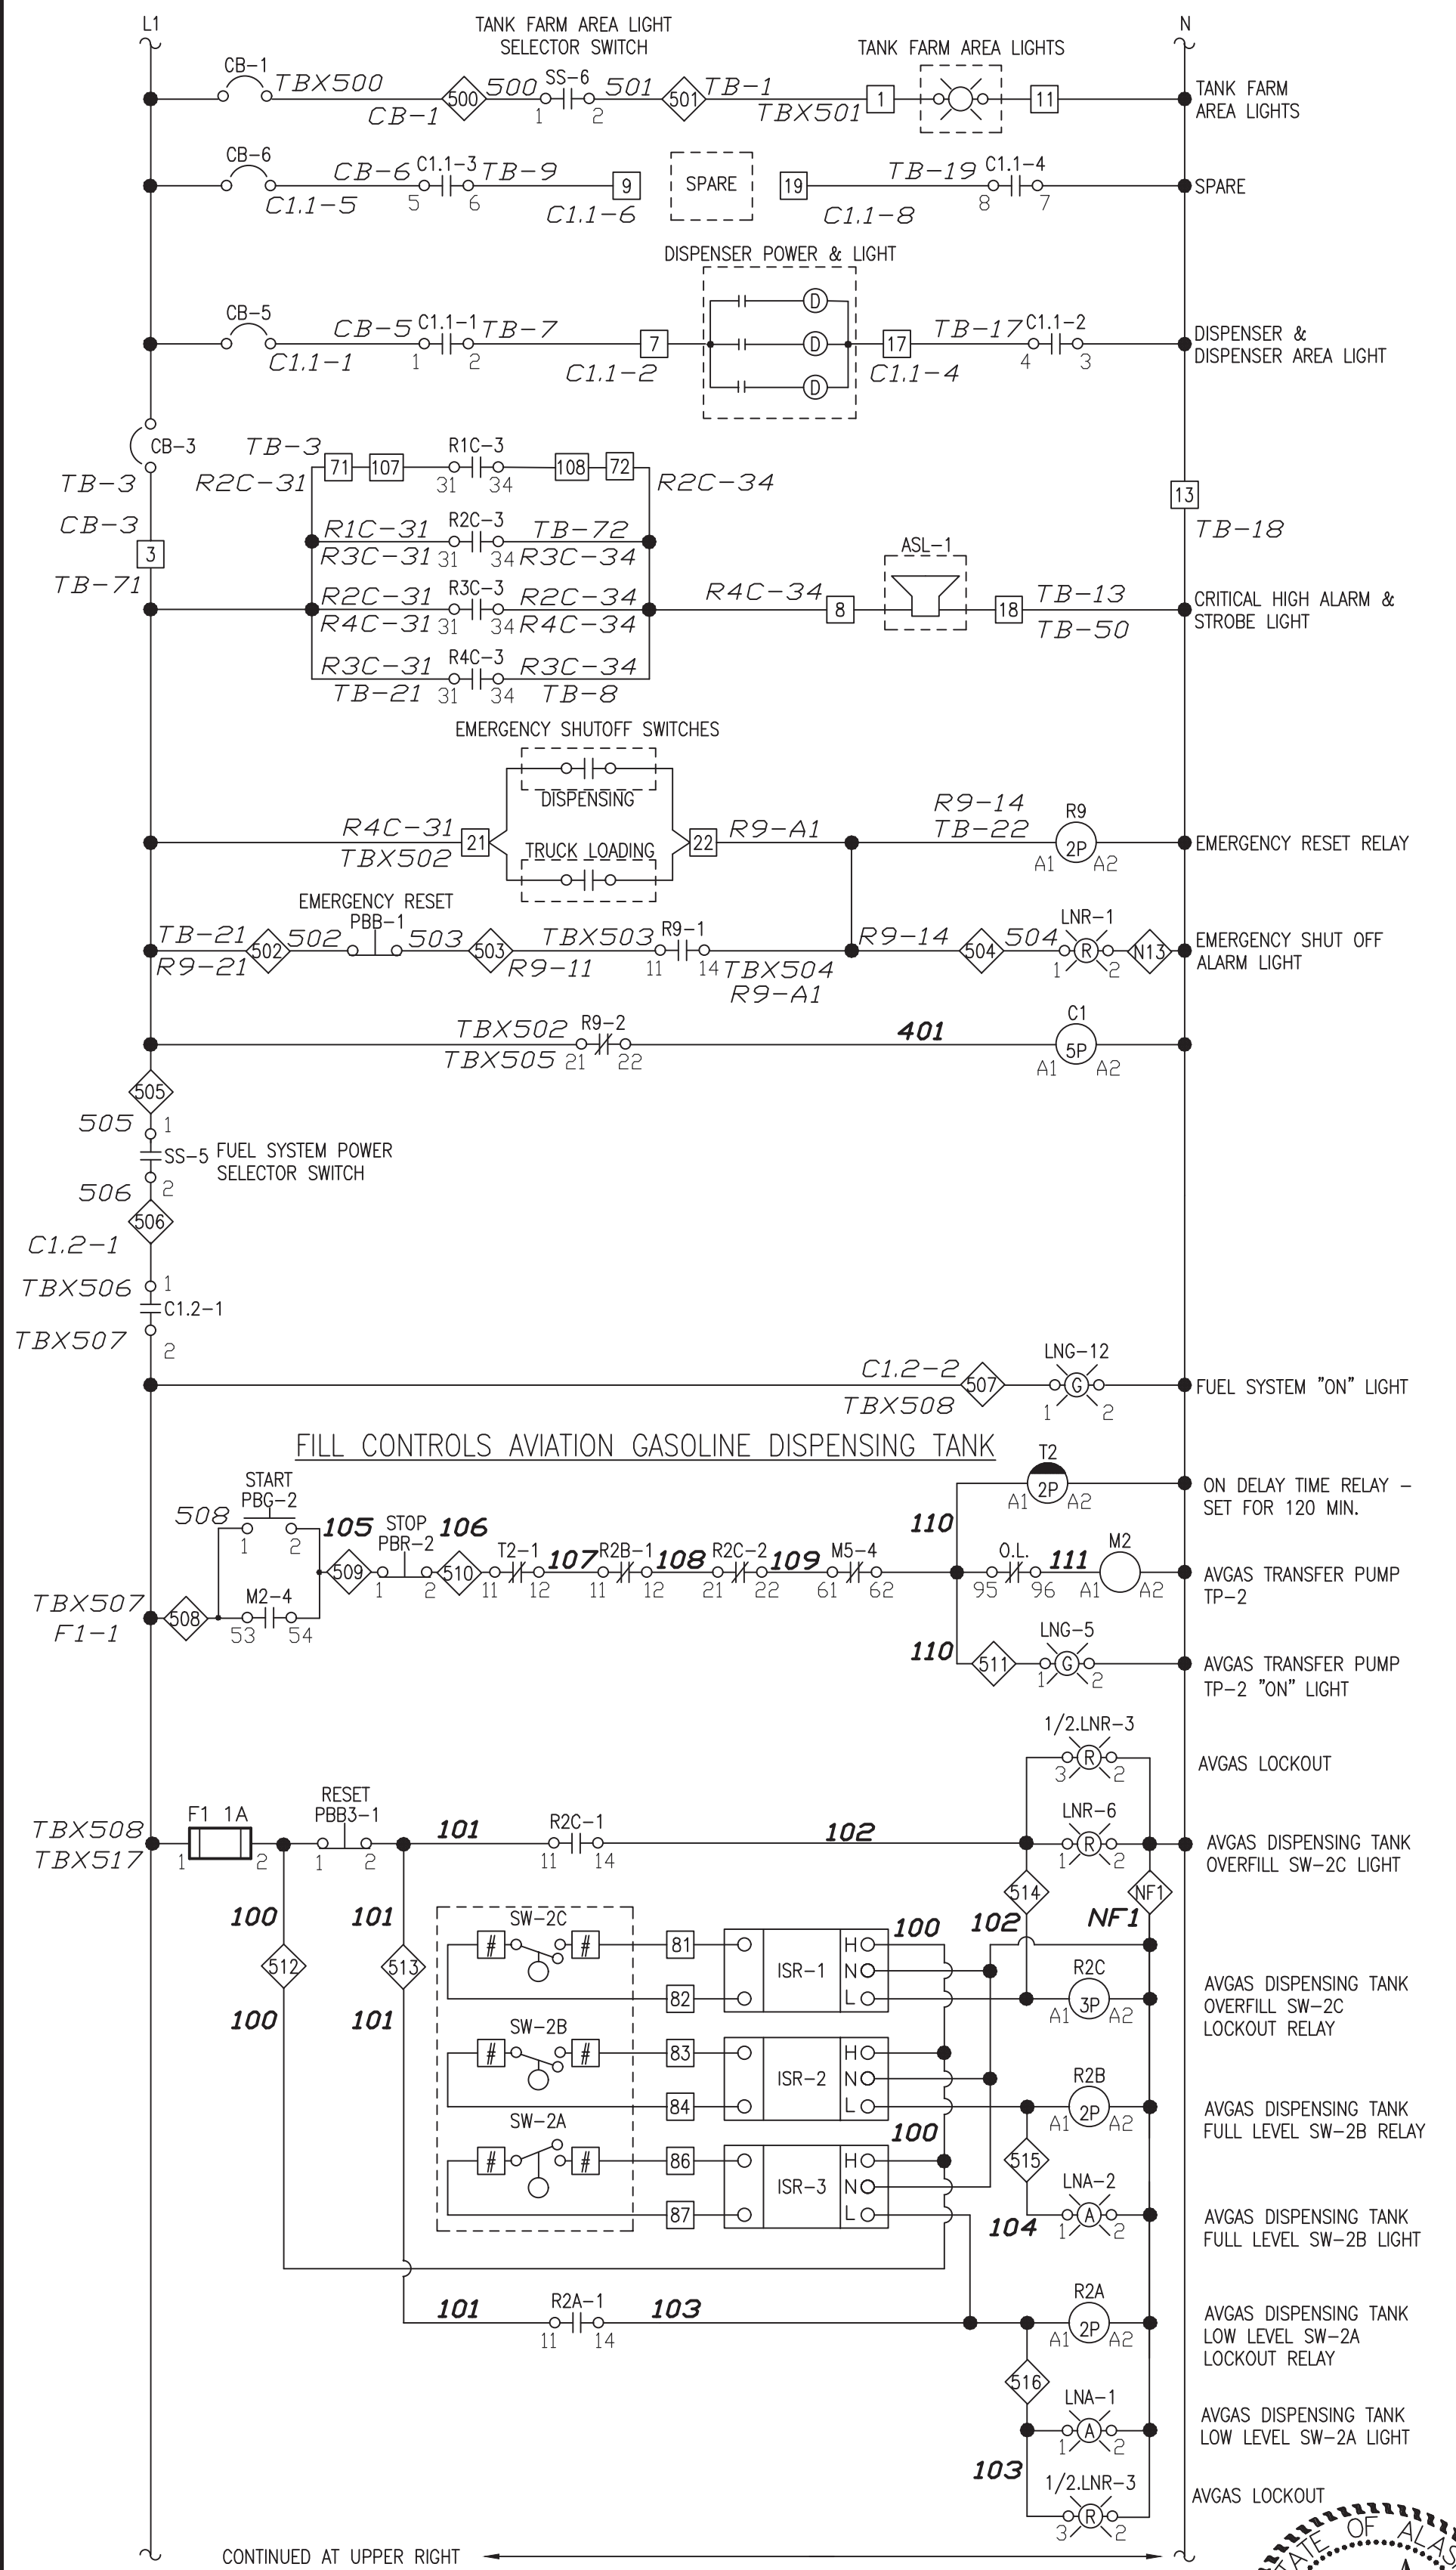 L1
N
TANK FARM AREA LIGHT
SELECTOR SWITCH
TANK FARM AREA LIGHTS
CB-1 TBX500 CB-1 500 500 SS-6 1 2 501 501 TB-1 TBX501 1 11
TANK FARM
AREA LIGHTS
CB-6 CB-6 C1.1-5 C1.1-3 5 6 TB-9 C1.1-6 9 SPARE 19 TB-19 C1.1-8 C1.1-4 8 7
SPARE
DISPENSER POWER & LIGHT
D
D
D
CB-5 CB-5 C1.1-1 C1.1-1 1 2 TB-7 C1.1-2 7 17 TB-17 C1.1-4 C1.1-2 4 3
DISPENSER &
DISPENSER AREA LIGHT
CB-3
TB-3
CB-3
3
TB-71
TB-3 R2C-31 71 107 R1C-3 31 34 108 72 R2C-34
R1C-31 R3C-31 R2C-3 31 34 TB-72 R3C-34
13
TB-18
R2C-31 R4C-31 R3C-3 31 34 R2C-34 R4C-34
R4C-34 8 ASL-1 18 TB-13 TB-50
CRITICAL HIGH ALARM &
STROBE LIGHT
R3C-31 TB-21 R4C-3 31 34 R3C-34 TB-8
EMERGENCY SHUTOFF SWITCHES
DISPENSING
TRUCK LOADING
R4C-31 TBX502 21 22 R9-A1 R9-14 TB-22 R9 2P A1 A2
EMERGENCY RESET RELAY
EMERGENCY RESET
PBB-1
TB-21 R9-21 502 502 503 503 TBX503 R9-11 R9-1 11 14 TBX504 R9-A1 R9-14 504 504 LNR-1 R 1 2 N13
EMERGENCY SHUT OFF
ALARM LIGHT
TBX502 TBX505 R9-2 21 22 401 C1 5P A1 A2
505
505 1
SS-5 FUEL SYSTEM POWER
SELECTOR SWITCH
506 2
506
C1.2-1
TBX506 1
C1.2-1
TBX507 2
C1.2-2 TBX508 507 LNG-12 G 1 2
FUEL SYSTEM "ON" LIGHT
FILL CONTROLS AVIATION GASOLINE DISPENSING TANK
T2 2P A1 A2
ON DELAY TIME RELAY -
SET FOR 120 MIN.
START
PBG-2
508 1 2
105 509 STOP PBR-2 1 2 106 510 T2-1 11 12 107 R2B-1 11 12 108 R2C-2 21 22 109 M5-4 61 62 110 O.L. 95 96 111 M2 A1 A2
AVGAS TRANSFER PUMP
TP-2
TBX507 F1-1 508 M2-4 53 54
110 511 LNG-5 G 1 2
AVGAS TRANSFER PUMP
TP-2 "ON" LIGHT
1/2.LNR-3 R 3 2
AVGAS LOCKOUT
TBX508 TBX517 F1 1A 1 2 RESET PBB3-1 1 2 101 R2C-1 11 14 102 LNR-6 R 1 2
AVGAS DISPENSING TANK
OVERFILL SW-2C LIGHT
100 101 514 102 NF1 NF1
512 513
100 101
SW-2C # # 81 82 ISR-1 H N L 100
R2C 3P A1 A2
AVGAS DISPENSING TANK
OVERFILL SW-2C
LOCKOUT RELAY
SW-2B # # 83 84 ISR-2 H N L
R2B 2P A1 A2
AVGAS DISPENSING TANK
FULL LEVEL SW-2B RELAY
SW-2A # # 86 87 ISR-3 H N L 100
515 104 LNA-2 A 1 2
AVGAS DISPENSING TANK
FULL LEVEL SW-2B LIGHT
101 R2A-1 11 14 103 R2A 2P A1 A2
AVGAS DISPENSING TANK
LOW LEVEL SW-2A
LOCKOUT RELAY
516 LNA-1 A 1 2
AVGAS DISPENSING TANK
LOW LEVEL SW-2A LIGHT
103 1/2.LNR-3 R 3 2
AVGAS LOCKOUT
CONTINUED AT UPPER RIGHT
OF